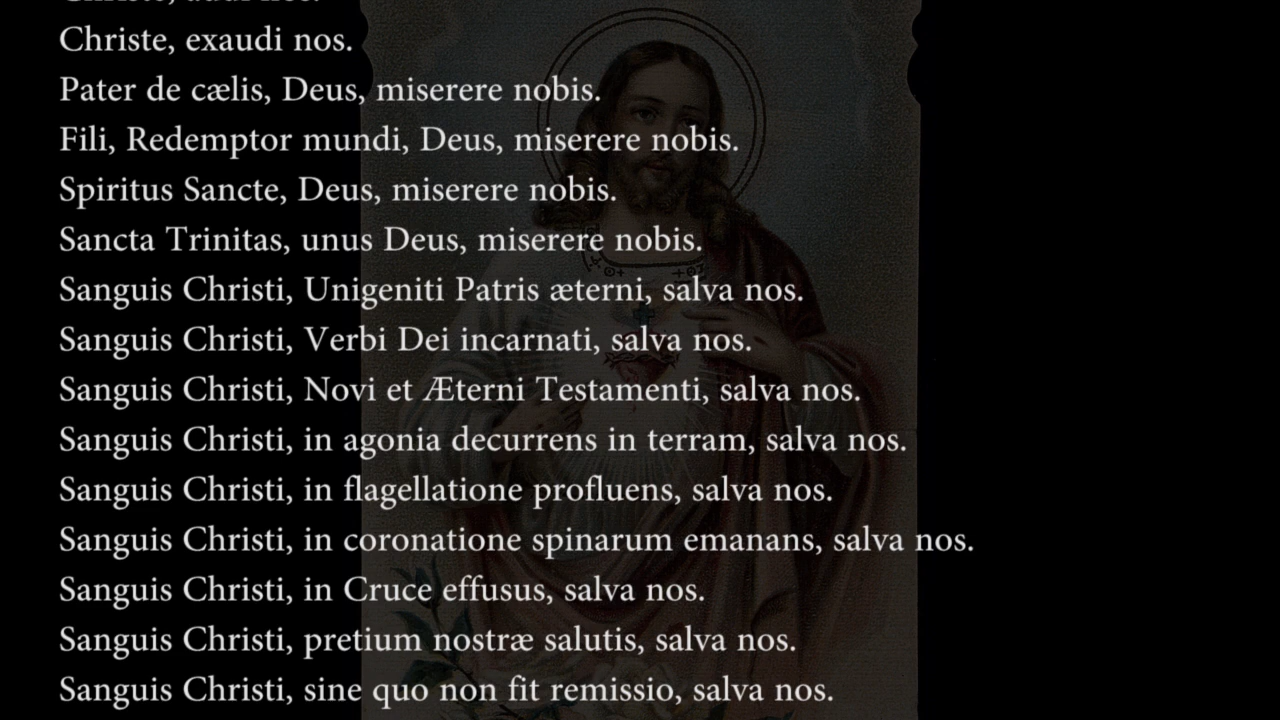 Christe, exaudi nos.
Pater de cælis, Deus, miserere nobis.
Fili, Redemptor mundi, Deus, miserere nobis.
Spiritus Sancte, Deus, miserere nobis.
Sancta Trinitas, unus Deus, miserere nobis.
Sanguis Christi, Unigeniti Patris æterni, salva nos.
Sanguis Christi, Verbi Dei incarnati, salva nos.
Sanguis Christi, Novi et Æterni Testamenti, salva nos.
Sanguis Christi, in agonia decurrens in terram, salva nos.
Sanguis Christi, in flagellatione profluens, salva nos.
Sanguis Christi, in coronatione spinarum emanans, salva nos.
Sanguis Christi, in Cruce effusus, salva nos.
Sanguis Christi, pretium nostræ salutis, salva nos.
Sanguis Christi, sine quo non fit remissio, salva nos.